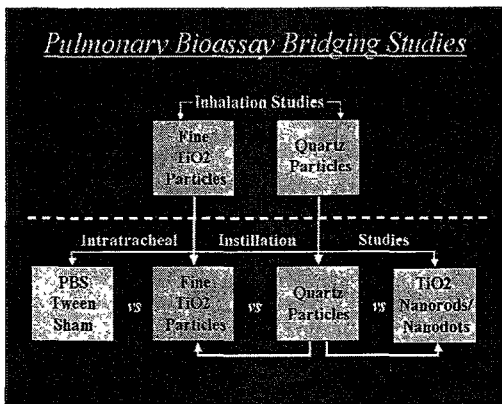 Pulmonary Bioassay Bridging Studies
Inhalation Studies
Fine
TiO2
Particles
Quartz
Particles
Intratracheal Instillation Studies
PBS
Tween
Sham
vs
Fine
TiO2
Particles
vs
Quartz
Particles
vs
TiO2
Nanorods/
Nanodots